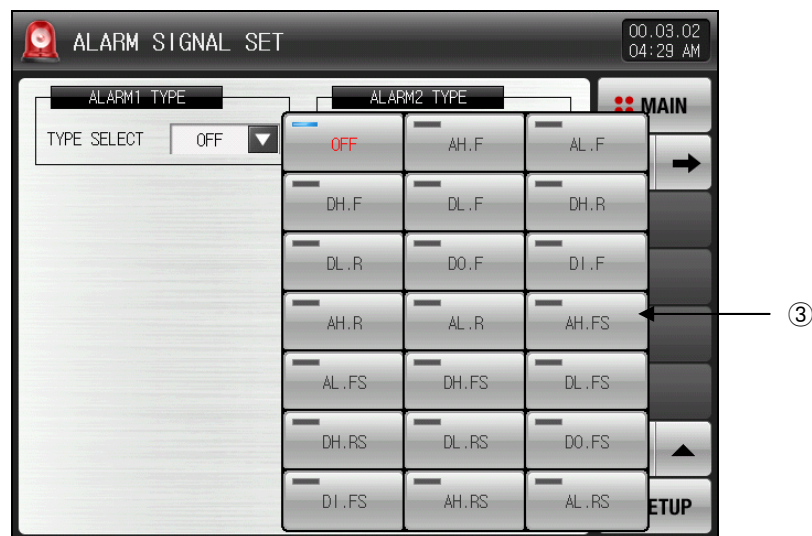 ALARM SIGNAL SET
00.03.02
04:29 AM
ALARM1 TYPE
ALARM2 TYPE
MAIN
TYPE SELECT OFF
OFF AH.F AL.F
DH.F DL.F DH.R
DL.R DO.F DI.F
AH.R AL.R AH.FS
③
AL.FS DH.FS DL.FS
DH.RS DL.RS DO.FS
DI.FS AH.RS AL.RS
ETUP